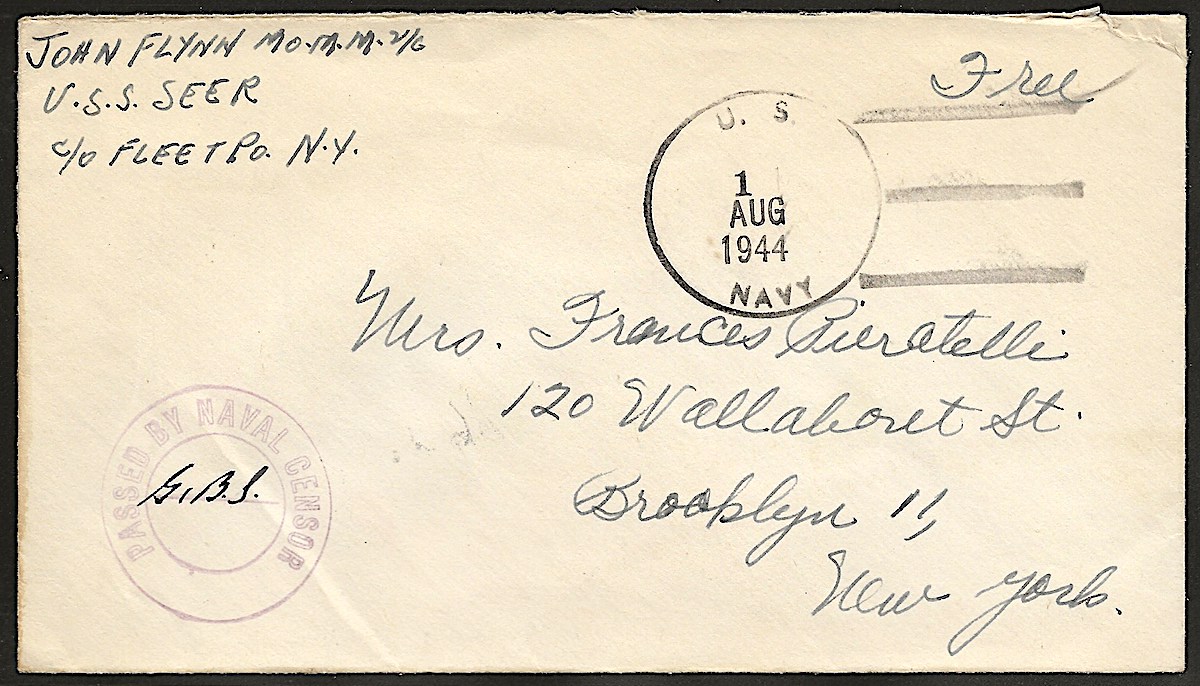 JOHN FLYNN MO.M.M. 2/C
U.S.S. SEER
c/o FLEET P.O. N.Y.
Free
U. S.
1
AUG
1944
NAVY
Mrs. Frances Pieratelli
120 Wallaboret St.
Brooklyn 11,
New York.
PASSED BY NAVAL CENSOR
G.B.S.